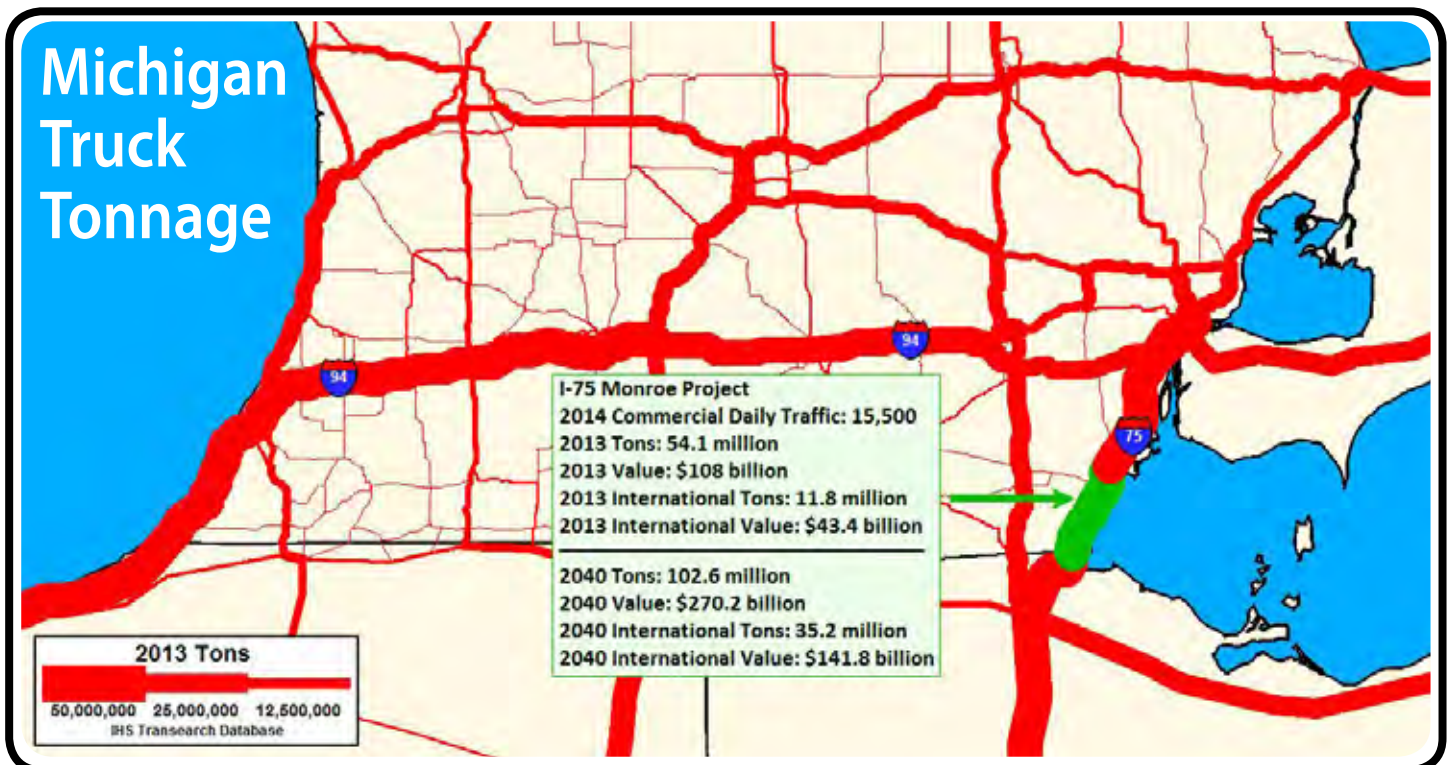 Michigan
Truck
Tonnage
94
94
75
I-75 Monroe Project
2014 Commercial Daily Traffic: 15,500
2013 Tons: 54.1 million
2013 Value: $108 billion
2013 International Tons: 11.8 million
2013 International Value: $43.4 billion
2040 Tons: 102.6 million
2040 Value: $270.2 billion
2040 International Tons: 35.2 million
2040 International Value: $141.8 billion
2013 Tons
50,000,000 25,000,000 12,500,000
IHS Transearch Database